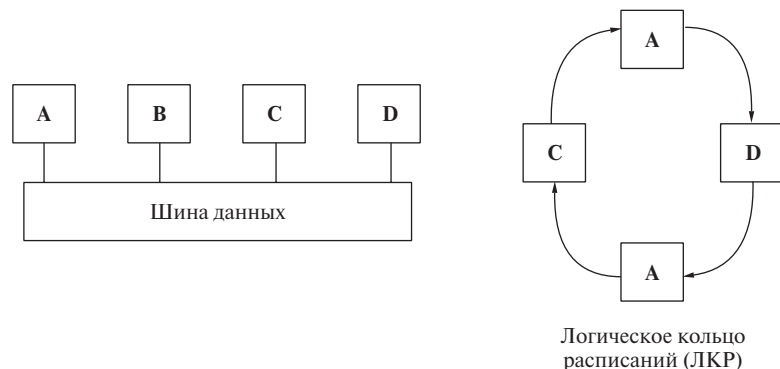 A B C D
Шина данных
A
C D
A
Логическое кольцо
расписаний (ЛКР)